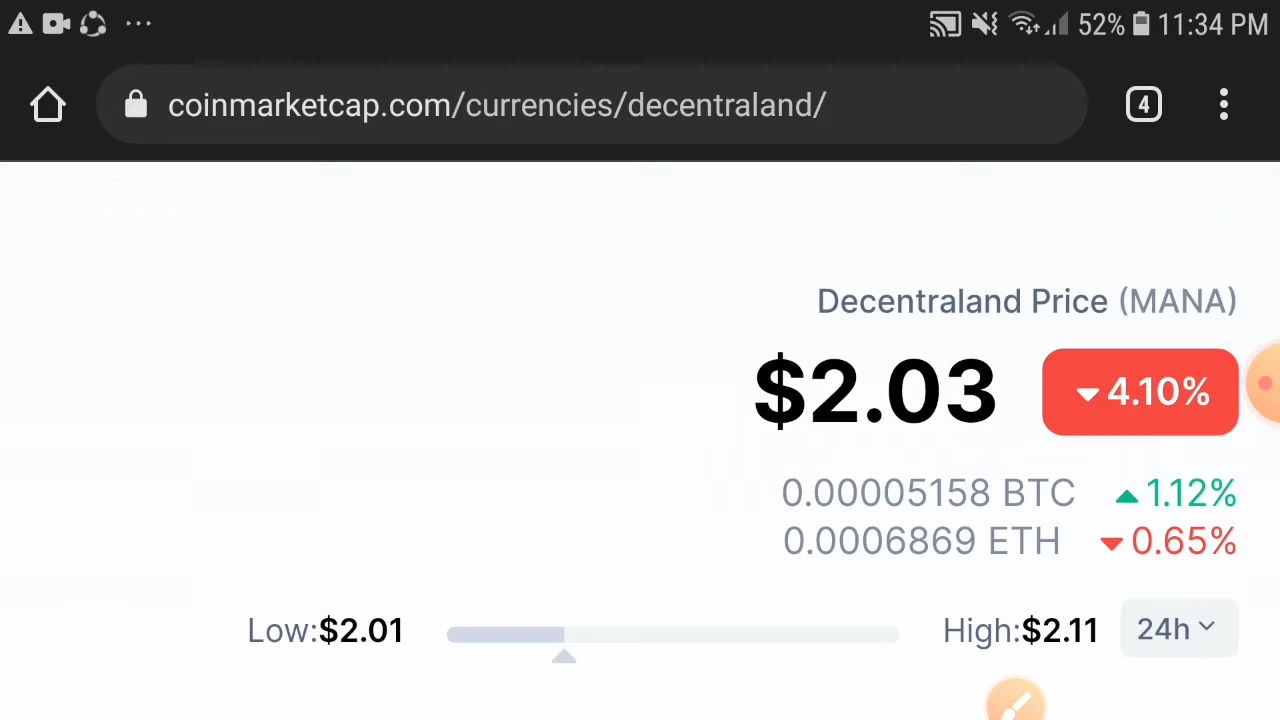 52% 11:34 PM
coinmarketcap.com/currencies/decentraland/
4
Decentraland Price (MANA)
$2.03 4.10%
0.00005158 BTC 1.12%
0.0006869 ETH 0.65%
Low:$2.01 High:$2.11 24h